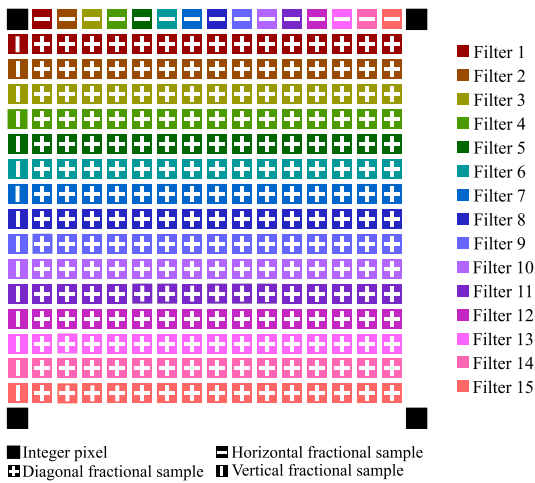 Filter 1
Filter 2
Filter 3
Filter 4
Filter 5
Filter 6
Filter 7
Filter 8
Filter 9
Filter 10
Filter 11
Filter 12
Filter 13
Filter 14
Filter 15
Integer pixel
Horizontal fractional sample
Diagonal fractional sample
Vertical fractional sample